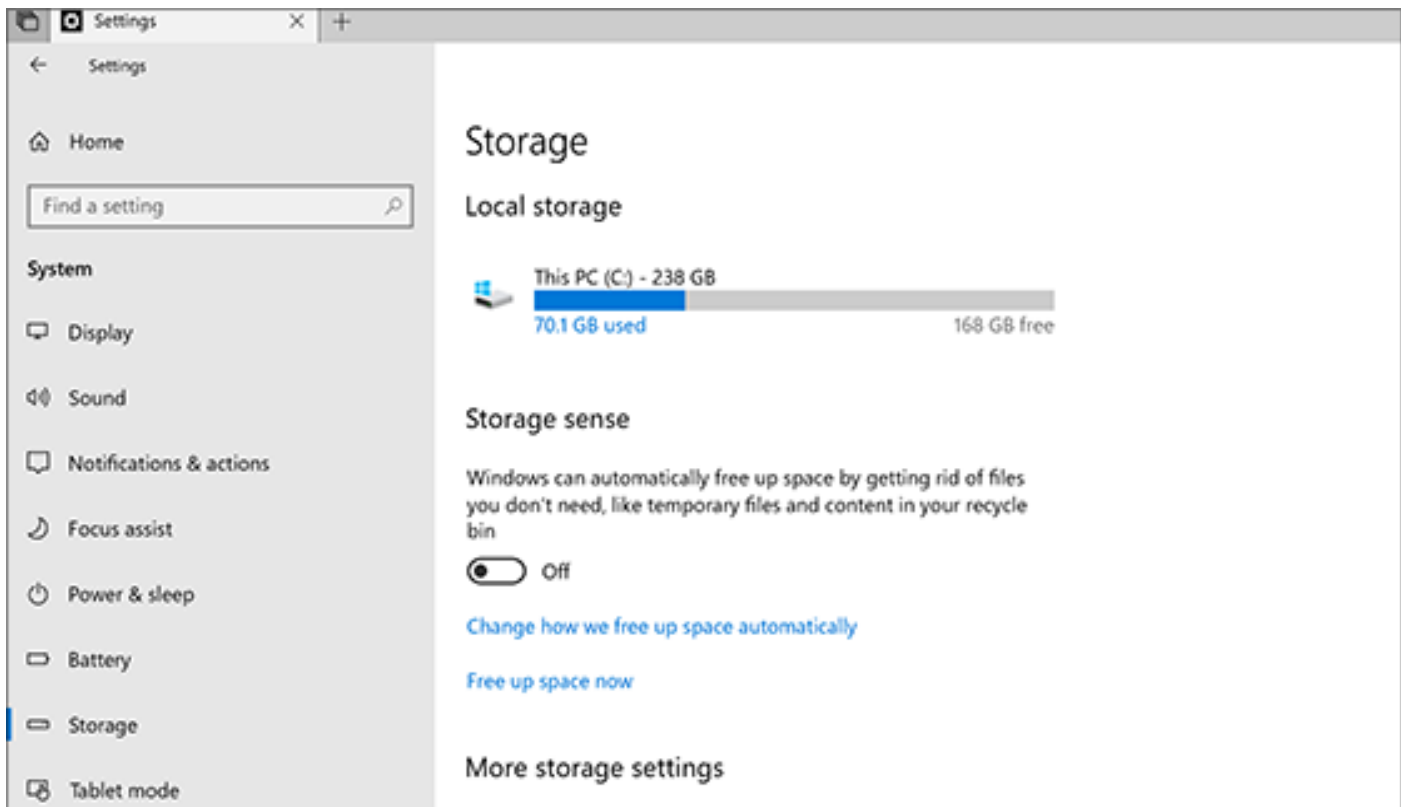 Settings
Settings
Home
Find a setting
System
Display
Sound
Notifications & actions
Focus assist
Power & sleep
Battery
Storage
Tablet mode
Storage
Local storage
This PC (C:) - 238 GB
70.1 GB used
168 GB free
Storage sense
Windows can automatically free up space by getting rid of files
you don't need, like temporary files and content in your recycle
bin
Off
Change how we free up space automatically
Free up space now
More storage settings